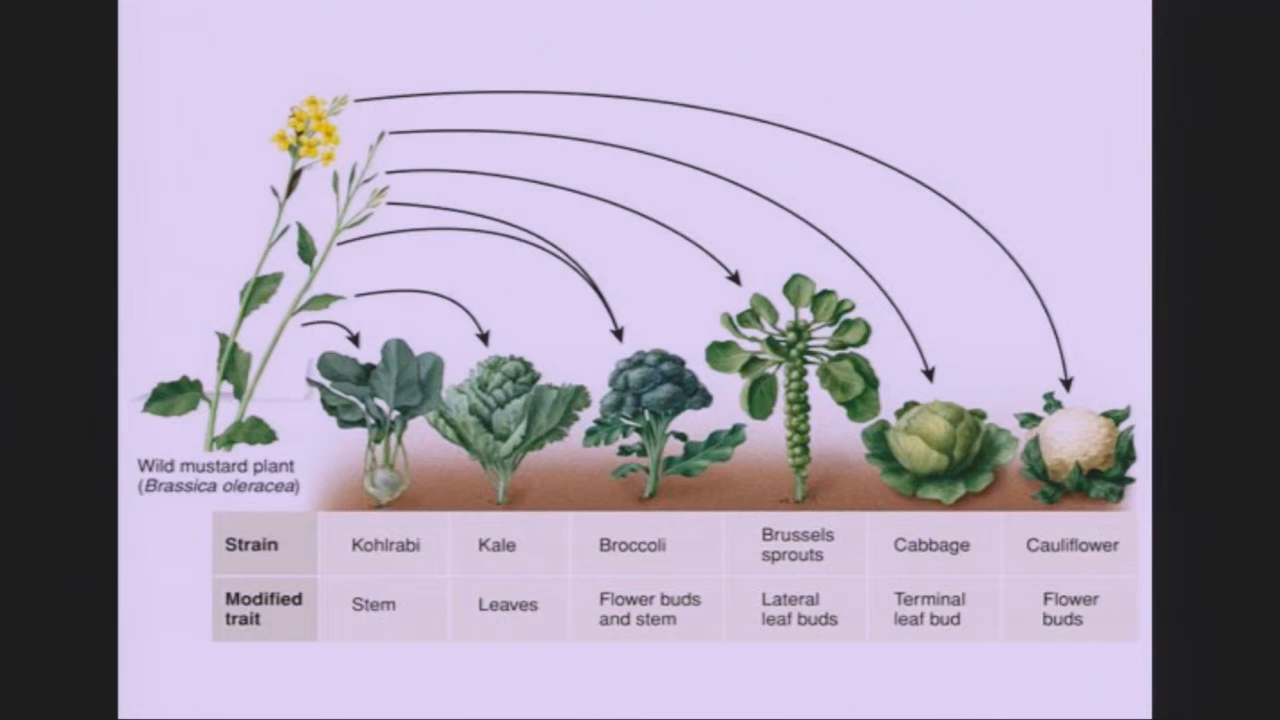 Wild mustard plant
(Brassica oleracea)
Strain
Kohlrabi
Kale
Broccoli
Brussels
sprouts
Cabbage
Cauliflower
Modified
trait
Stem
Leaves
Flower buds
and stem
Lateral
leaf buds
Terminal
leaf bud
Flower
buds